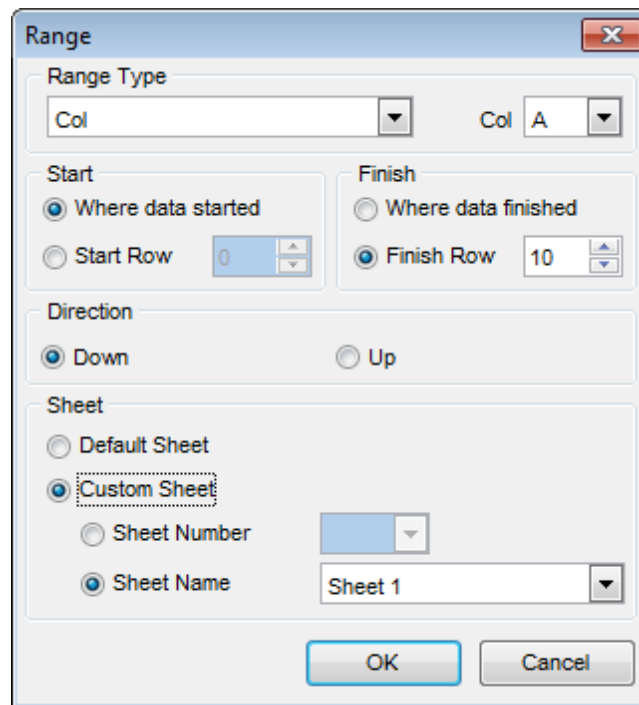 Range
Range Type
Col Col A
Start
Where data started
Start Row 0
Finish
Where data finished
Finish Row 10
Direction
Down Up
Sheet
Default Sheet
Custom Sheet
Sheet Number
Sheet Name Sheet 1
OK Cancel